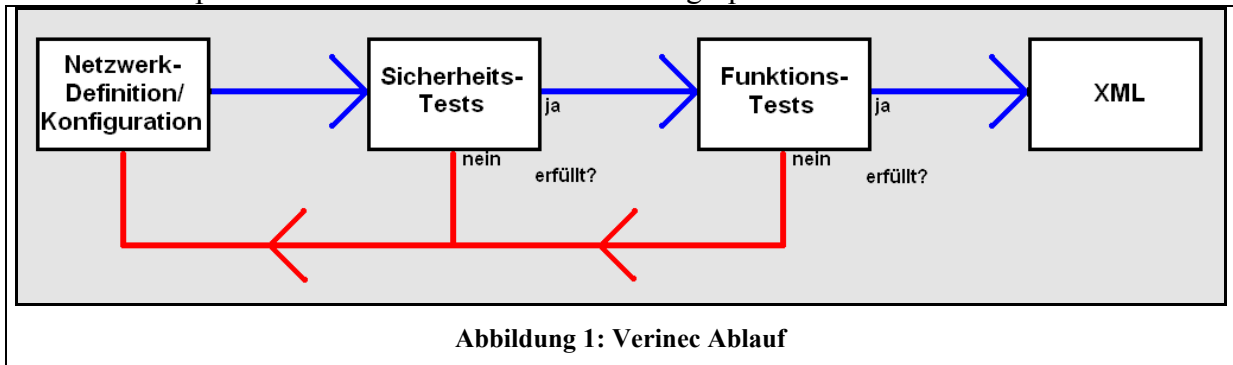 Netzwerk-
Definition/
Konfiguration
Sicherheits-
Tests
ja
nein
erfüllt?
Funktions-
Tests
ja
nein
erfüllt?
XML
Abbildung 1: Verinec Ablauf